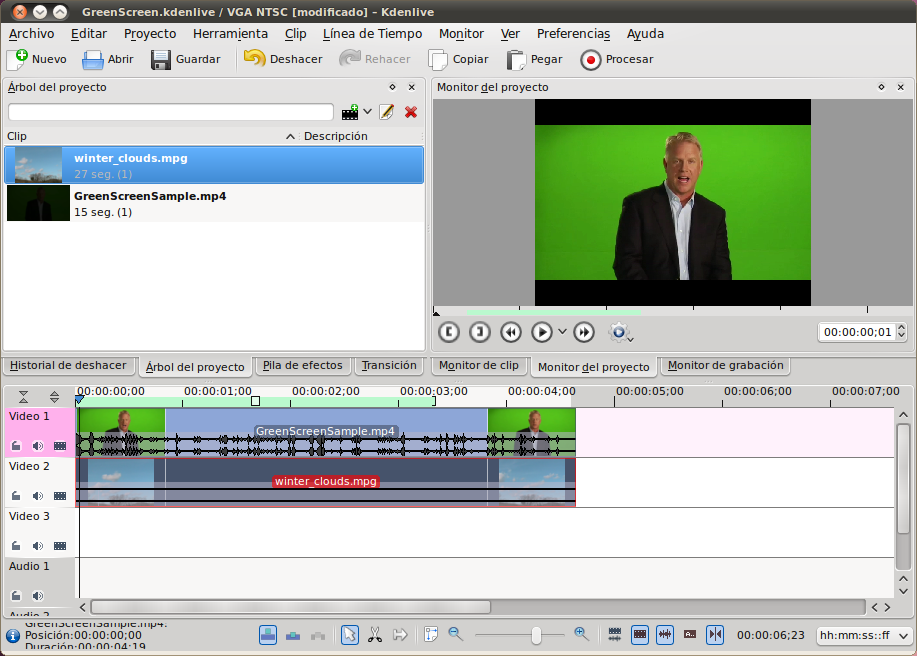 GreenScreen.kdenlive / VGA NTSC [modificado] – Kdenlive
Archivo Editar Proyecto Herramienta Clip Línea de Tiempo Monitor Ver Preferencias Ayuda
Nuevo Abrir Guardar Deshacer Rehacer Copiar Pegar Procesar
Árbol del proyecto
Clip Descripción
winter_clouds.mpg
27 seg. (1)
GreenScreenSample.mp4
15 seg. (1)
Monitor del proyecto
00:00:00;01
Historial de deshacer Árbol del proyecto Pila de efectos Transición
Monitor de clip Monitor del proyecto Monitor de grabación
00:00:00;00 00:00:01;00 00:00:02;00 00:00:03;00 00:00:04;00 00:00:05;00 00:00:06;00 00:00:07;00
Video 1
GreenScreenSample.mp4
Video 2
winter_clouds.mpg
Video 3
Audio 1
Audio 2
GreenScreenSample.mp4:
Posición:00:00:00;00
Duración:00:00:04;19
00:00:06;23
hh:mm:ss::ff